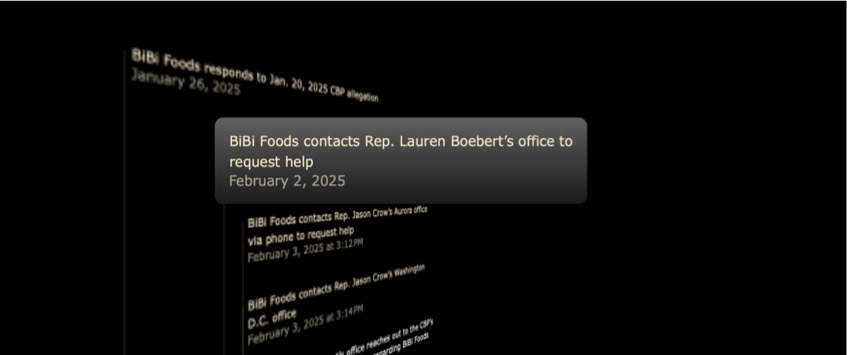 BiBi Foods responds to Jan. 20, 2025 CBP allegation
January 26, 2025
BiBi Foods contacts Rep. Lauren Boebert’s office to
request help
February 2, 2025
BiBi Foods contacts Rep. Jason Crow's Aurora office
via phone to request help
February 3, 2025 at 3:12PM
BiBi Foods contacts Rep. Jason Crow's Washington
D.C. office
February 3, 2025 at 3:14PM
office reaches out to the CBP's
regarding BiBi Foods